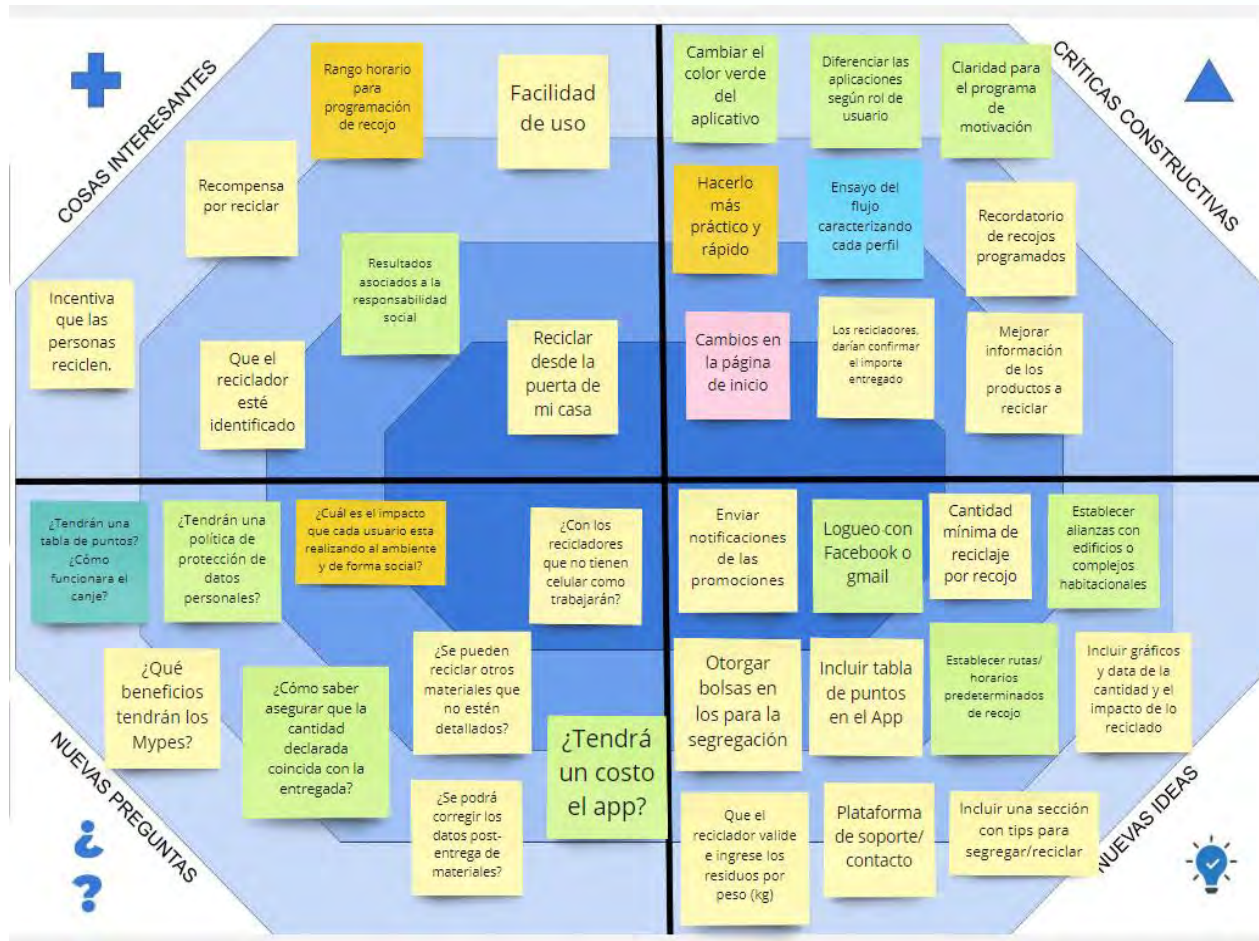 COSAS INTERESANTES
Rango horario
para
programación
de recojo
Facilidad
de uso
Recompensa
por reciclar
Resultados
asociados a la
responsabilidad
social
Incentiva
que las
personas
reciclen.
Que el
reciclador
esté
identificado
Reciclar
desde la
puerta de
mi casa
CRÍTICAS CONSTRUCTIVAS
Cambiar el
color verde
del
aplicativo
Diferenciar las
aplicaciones
según rol de
usuario
Claridad para
el programa
de
motivación
Hacerlo
más
práctico y
rápido
Ensayo del
flujo
caracterizando
cada perfil
Recordatorio
de recojos
programados
Cambios en
la página
de inicio
Los recicladores,
darían confirmar
el importe
entregado
Mejorar
información
de los
productos a
reciclar
NUEVAS PREGUNTAS
¿Tendrán una
tabla de puntos?
¿Cómo
funcionara el
canje?
¿Tendrán una
política de
protección de
datos
personales?
¿Cuál es el impacto
que cada usuario esta
realizando al ambiente
y de forma social?
¿Con los
recicladores
que no tienen
celular como
trabajarán?
¿Qué
beneficios
tendrán los
Mypes?
¿Cómo saber
asegurar que la
cantidad
declarada
coincida con la
entregada?
¿Se pueden
reciclar otros
materiales que
no estén
detallados?
¿Se podrá
corregir los
datos post-
entrega de
materiales?
¿Tendrá
un costo
el app?
¿
?
NUEVAS IDEAS
Enviar
notificaciones
de las
promociones
Logueo con
Facebook o
gmail
Cantidad
mínima de
reciclaje
por recojo
Establecer
alianzas con
edificios o
complejos
habitacionales
Otorgar
bolsas en
los para la
segregación
Incluir tabla
de puntos
en el App
Establecer rutas/
horarios
predeterminados
de recojo
Incluir gráficos
y data de la
cantidad y el
impacto de lo
reciclado
Que el
reciclador valide
e ingrese los
residuos por
peso (kg)
Plataforma
de soporte/
contacto
Incluir una sección
con tips para
segregar/reciclar